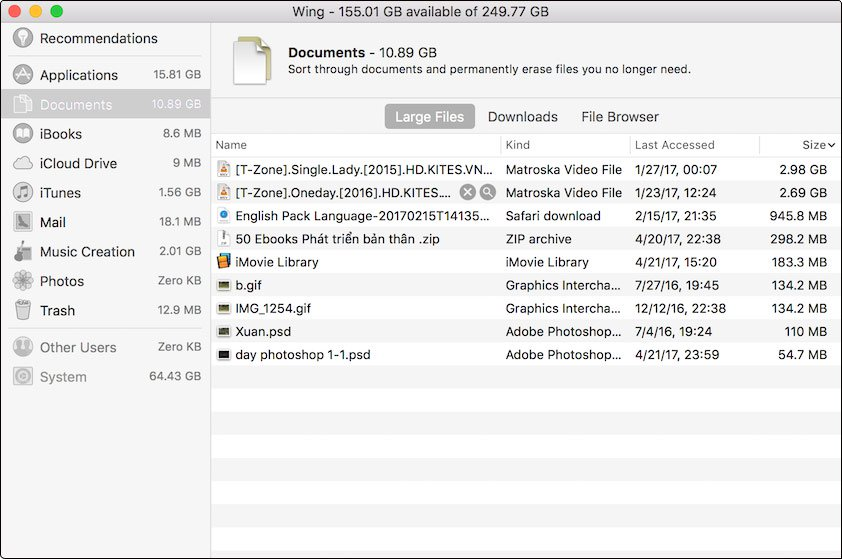 Wing - 155.01 GB available of 249.77 GB
Recommendations
Applications 15.81 GB
Documents 10.89 GB
iBooks 8.6 MB
iCloud Drive 9 MB
iTunes 1.56 GB
Mail 18.1 MB
Music Creation 2.01 GB
Photos Zero KB
Trash 12.9 MB
Other Users Zero KB
System 64.43 GB
Documents - 10.89 GB
Sort through documents and permanently erase files you no longer need.
Large Files Downloads File Browser
Name Kind Last Accessed Size
[T-Zone].Single.Lady.[2015].HD.KITES.VN... Matroska Video File 1/27/17, 00:07 2.98 GB
[T-Zone].Oneday.[2016].HD.KITES.... Matroska Video File 1/23/17, 12:24 2.69 GB
English Pack Language-20170215T14135... Safari download 2/15/17, 21:35 945.8 MB
50 Ebooks Phát triển bản thân .zip ZIP archive 4/20/17, 22:38 298.2 MB
iMovie Library iMovie Library 4/21/17, 15:20 183.3 MB
b.gif Graphics Intercha... 7/27/16, 19:45 134.2 MB
IMG_1254.gif Graphics Intercha... 12/12/16, 22:38 134.2 MB
Xuan.psd Adobe Photoshop... 7/4/16, 19:24 110 MB
day photoshop 1-1.psd Adobe Photoshop... 4/21/17, 23:59 54.7 MB